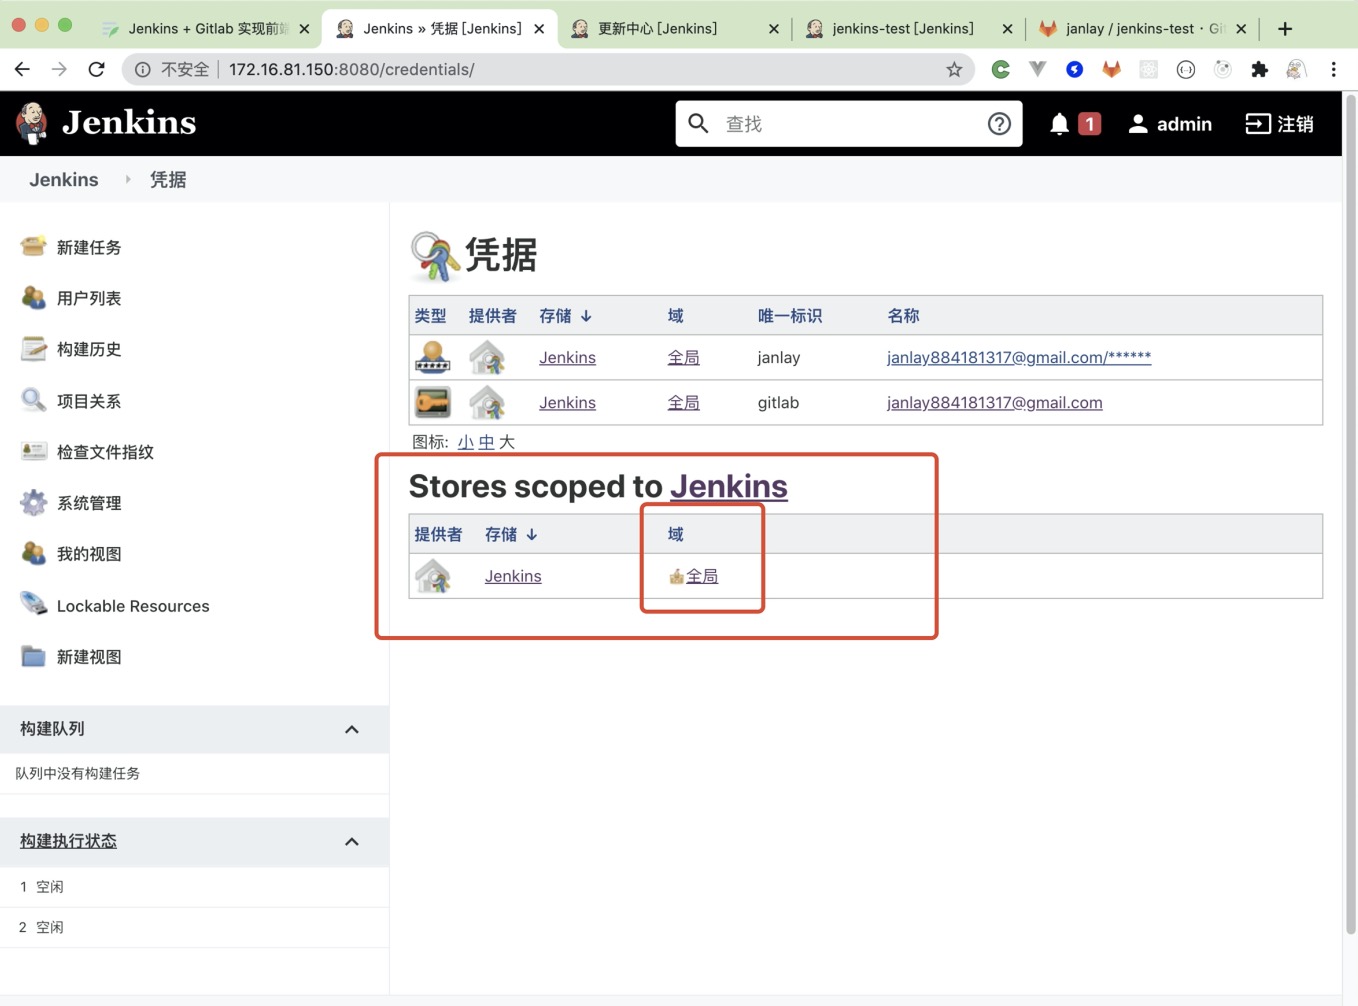 Jenkins + Gitlab 实现前端
Jenkins » 凭据 [Jenkins]
更新中心 [Jenkins]
jenkins-test [Jenkins]
janlay / jenkins-test · Git
不安全 172.16.81.150:8080/credentials/
Jenkins
查找
1
admin
注销
Jenkins 凭据
新建任务
用户列表
构建历史
项目关系
检查文件指纹
系统管理
我的视图
Lockable Resources
新建视图
构建队列
队列中没有构建任务
构建执行状态
1 空闲
2 空闲
凭据
类型 提供者 存储 ↓ 域 唯一标识 名称
Jenkins 全局 janlay janlay884181317@gmail.com/******
Jenkins 全局 gitlab janlay884181317@gmail.com
图标: 小 中 大
Stores scoped to Jenkins
提供者 存储 ↓ 域
Jenkins 全局